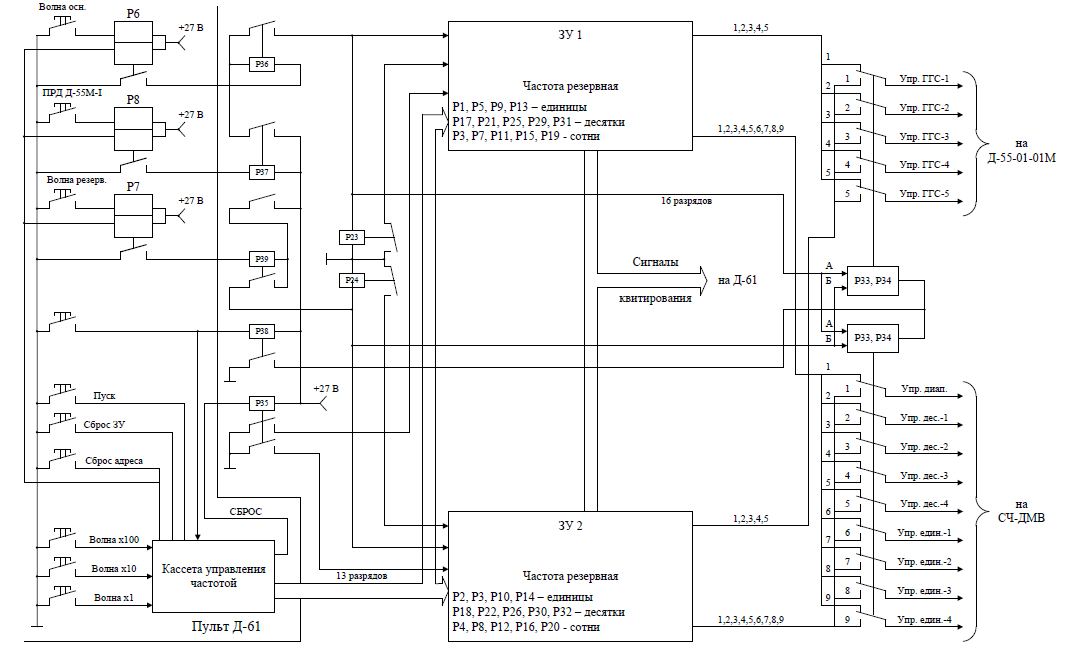 Волна осн.
Р6
+27 В
Р36
ПРД Д-55М-I
Р8
+27 В
Р37
Волна резерв.
Р7
+27 В
Р39
Р38
Пуск
Сброс ЗУ
Сброс адреса
Р35
+27 В
СБРОС
Волна х100
Волна х10
Волна х1
Кассета управления
частотой
Пульт Д-61
13 разрядов
Р23
Р24
ЗУ 1
Частота резервная
Р1, Р5, Р9, Р13 – единицы
Р17, Р21, Р25, Р29, Р31 – десятки
Р3, Р7, Р11, Р15, Р19 - сотни
1,2,3,4,5
1,2,3,4,5,6,7,8,9
16 разрядов
Сигналы
квитирования
на Д-61
ЗУ 2
Частота резервная
Р2, Р3, Р10, Р14 – единицы
Р18, Р22, Р26, Р30, Р32 – десятки
Р4, Р8, Р12, Р16, Р20 - сотни
1,2,3,4,5
1,2,3,4,5,6,7,8,9
1
1
Упр. ГГС-1
2
2
Упр. ГГС-2
3
3
Упр. ГГС-3
4
4
Упр. ГГС-4
5
5
Упр. ГГС-5
на
Д-55-01-01М
А
Б
Р33, Р34
А
Б
Р33, Р34
1
1
Упр. диап.
2
2
Упр. дес.-1
3
3
Упр. дес.-2
4
4
Упр. дес.-3
5
5
Упр. дес.-4
6
6
Упр. един.-1
7
7
Упр. един.-2
8
8
Упр. един.-3
9
9
Упр. един.-4
на
СЧ-ДМВ